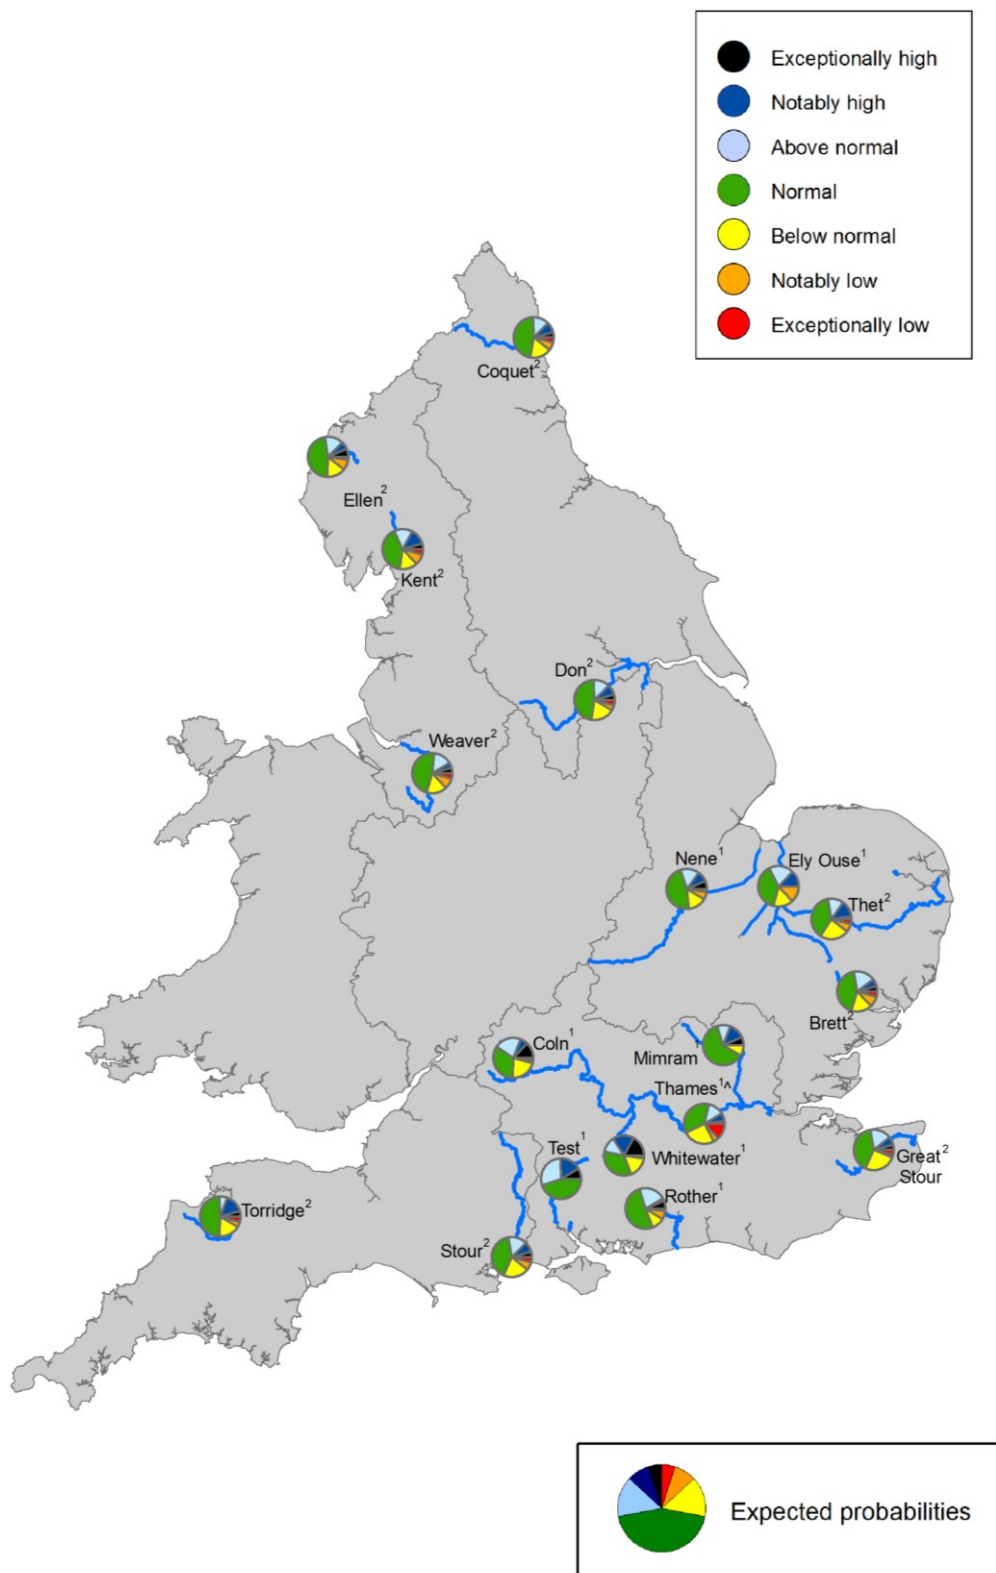 Exceptionally high
Notably high
Above normal
Normal
Below normal
Notably low
Exceptionally low
Coquet²
Ellen²
Kent²
Don²
Weaver²
Nene¹
Ely Ouse¹
Thet²
Brett²
Coln¹
Mimram¹
Thames¹^
Test¹
Whitewater¹
Great²
Stour
Rother¹
Torridge²
Stour²
Expected probabilities